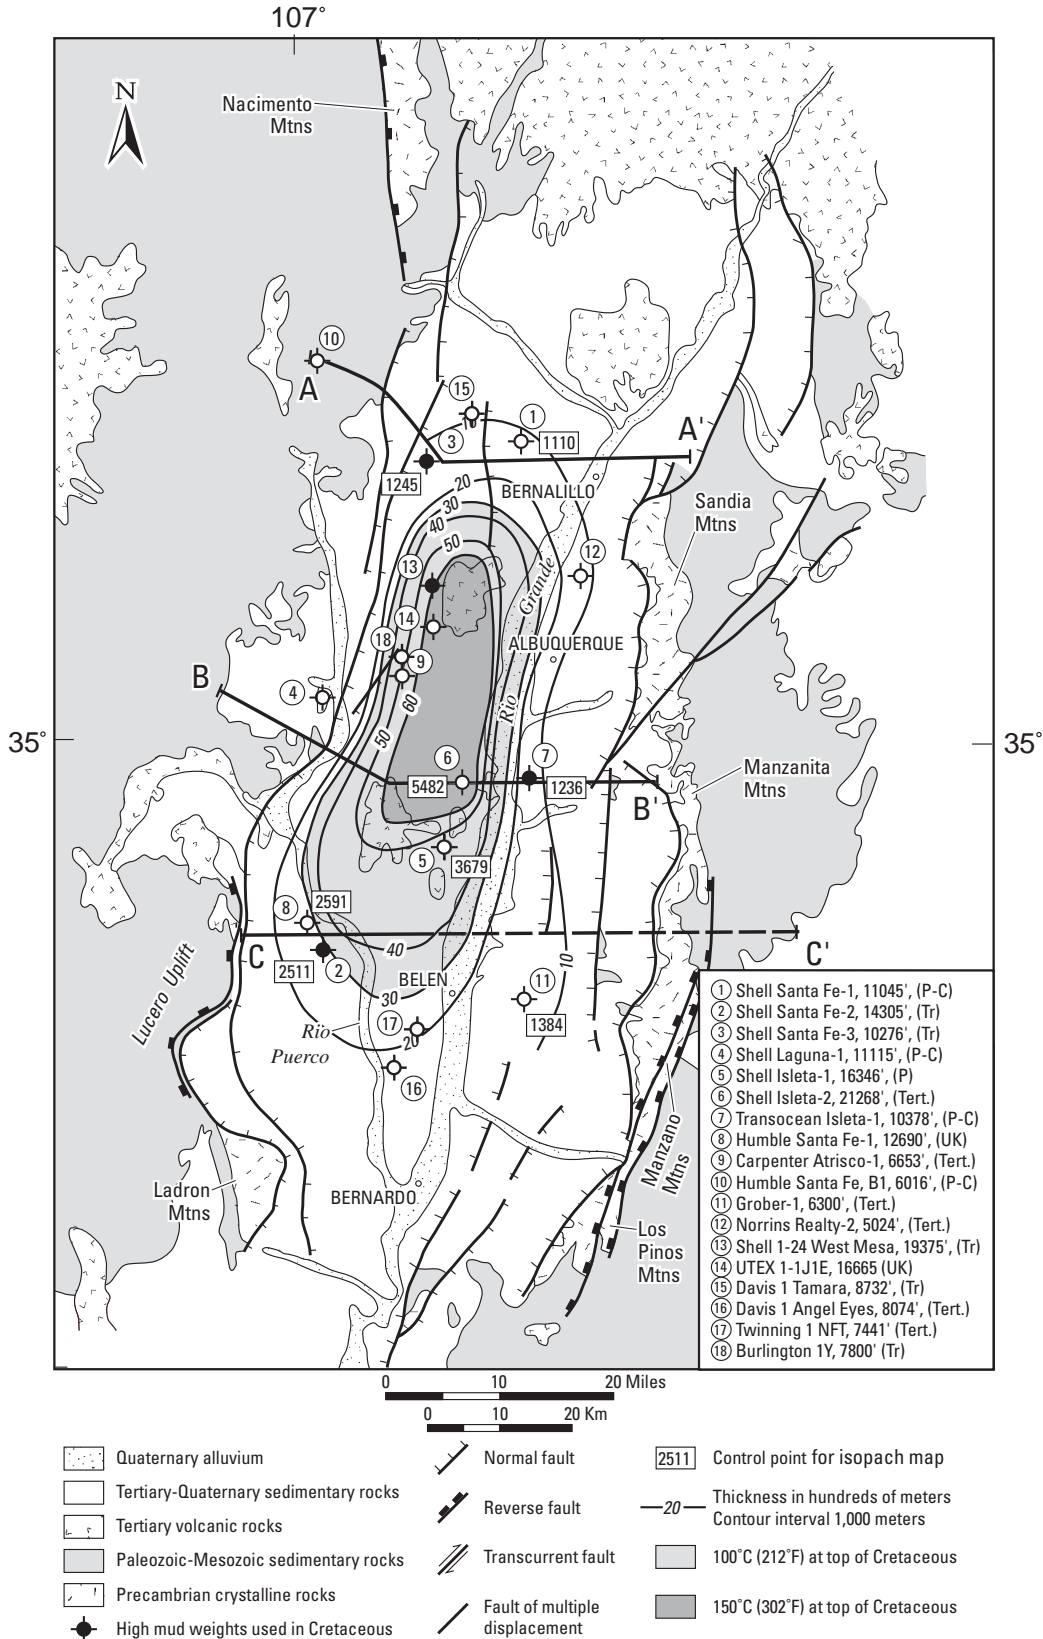 107°
N
Nacimento
Mtns
10
A
15
10
1
3
1110
A'
1245
20
BERNALILLO
30
40
50
Sandia
Mtns
12
13
Grande
14
ALBUQUERQUE
18
9
B
4
60
Rio
50
35°
35°
6
7
5482
1236
B'
Manzanita
Mtns
5
3679
2591
8
C
40
C'
Lucero Uplift
2511
2
BELEN
10
11
30
17
1384
Rio
Puerco
20
16
Manzano
Mtns
Ladron
Mtns
BERNARDO
Los
Pinos
Mtns
1 Shell Santa Fe-1, 11045', (P-C)
2 Shell Santa Fe-2, 14305', (Tr)
3 Shell Santa Fe-3, 10276', (Tr)
4 Shell Laguna-1, 11115', (P-C)
5 Shell Isleta-1, 16346', (P)
6 Shell Isleta-2, 21268', (Tert.)
7 Transocean Isleta-1, 10378', (P-C)
8 Humble Santa Fe-1, 12690', (UK)
9 Carpenter Atrisco-1, 6653', (Tert.)
10 Humble Santa Fe, B1, 6016', (P-C)
11 Grober-1, 6300', (Tert.)
12 Norrins Realty-2, 5024', (Tert.)
13 Shell 1-24 West Mesa, 19375', (Tr)
14 UTEX 1-1J1E, 16665 (UK)
15 Davis 1 Tamara, 8732', (Tr)
16 Davis 1 Angel Eyes, 8074', (Tert.)
17 Twinning 1 NFT, 7441' (Tert.)
18 Burlington 1Y, 7800' (Tr)
0 10 20 Miles
0 10 20 Km
Quaternary alluvium
Tertiary-Quaternary sedimentary rocks
Tertiary volcanic rocks
Paleozoic-Mesozoic sedimentary rocks
Precambrian crystalline rocks
High mud weights used in Cretaceous
Normal fault
Reverse fault
Transcurrent fault
Fault of multiple
displacement
2511 Control point for isopach map
20 Thickness in hundreds of meters
Contour interval 1,000 meters
100°C (212°F) at top of Cretaceous
150°C (302°F) at top of Cretaceous